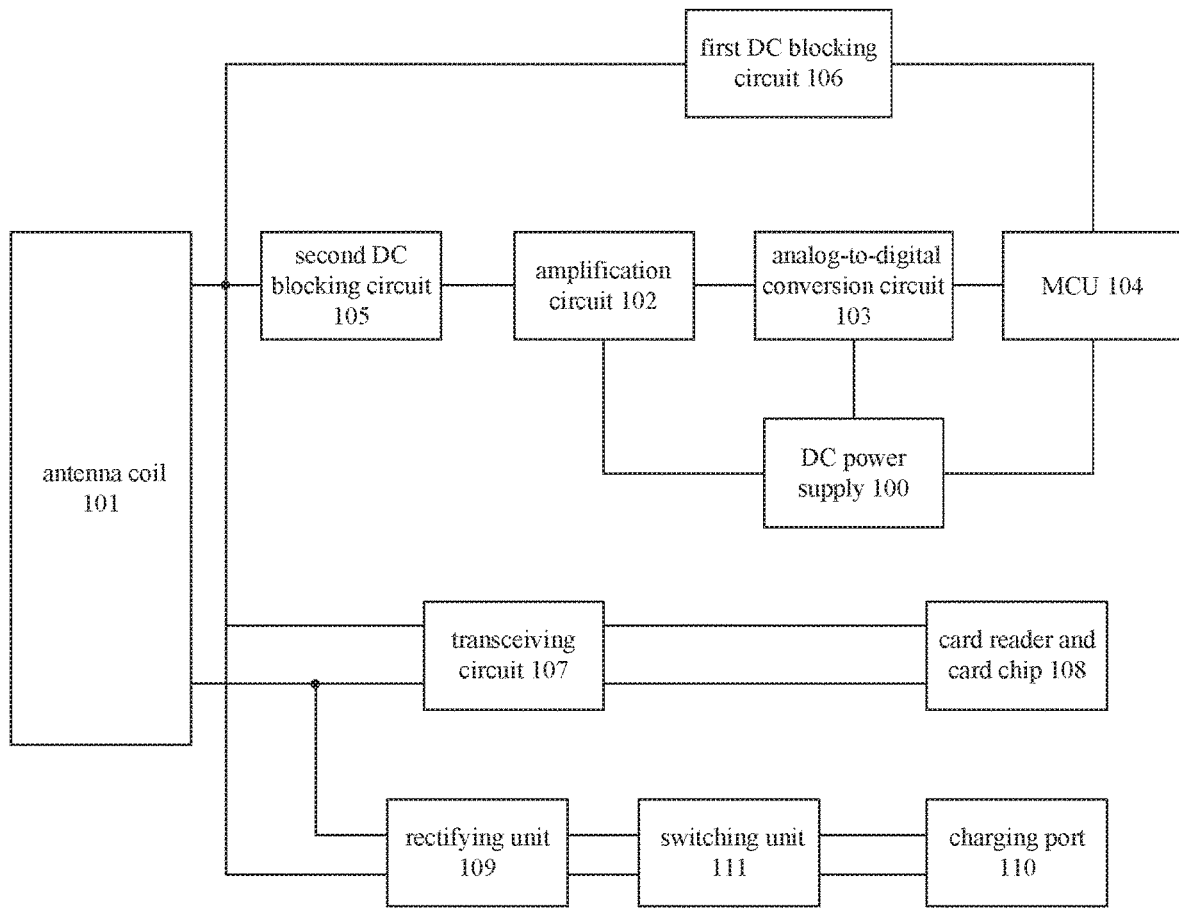 first DC blocking
circuit 106
second DC
blocking circuit
105
amplification
circuit 102
analog-to-digital
conversion circuit
103
MCU 104
antenna coil
101
DC power
supply 100
transceiving
circuit 107
card reader and
card chip 108
rectifying unit
109
switching unit
111
charging port
110